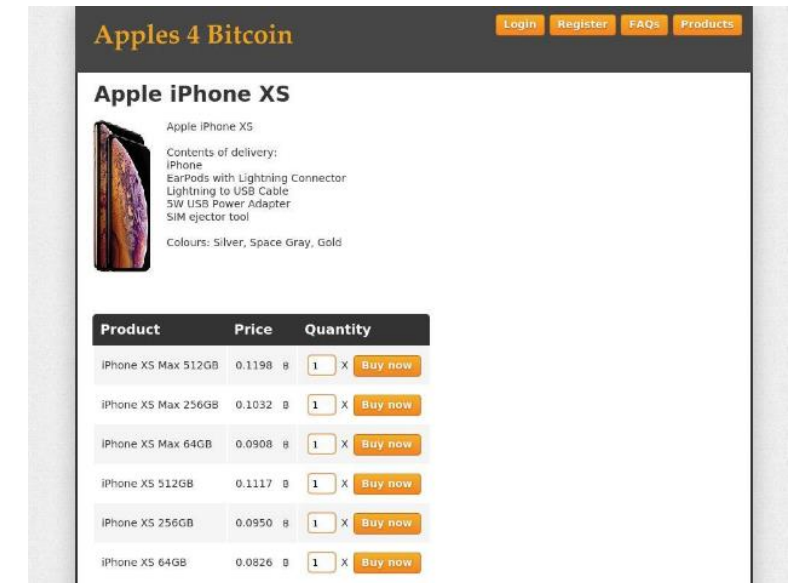 Apples 4 Bitcoin
Login Register FAQs Products
Apple iPhone XS
Apple iPhone XS
Contents of delivery:
iPhone
EarPods with Lightning Connector
Lightning to USB Cable
5W USB Power Adapter
SIM ejector tool
Colours: Silver, Space Gray, Gold
Product Price Quantity
iPhone XS Max 512GB 0.1198 ฿ 1 X Buy now
iPhone XS Max 256GB 0.1032 ฿ 1 X Buy now
iPhone XS Max 64GB 0.0908 ฿ 1 X Buy now
iPhone XS 512GB 0.1117 ฿ 1 X Buy now
iPhone XS 256GB 0.0950 ฿ 1 X Buy now
iPhone XS 64GB 0.0826 ฿ 1 X Buy now